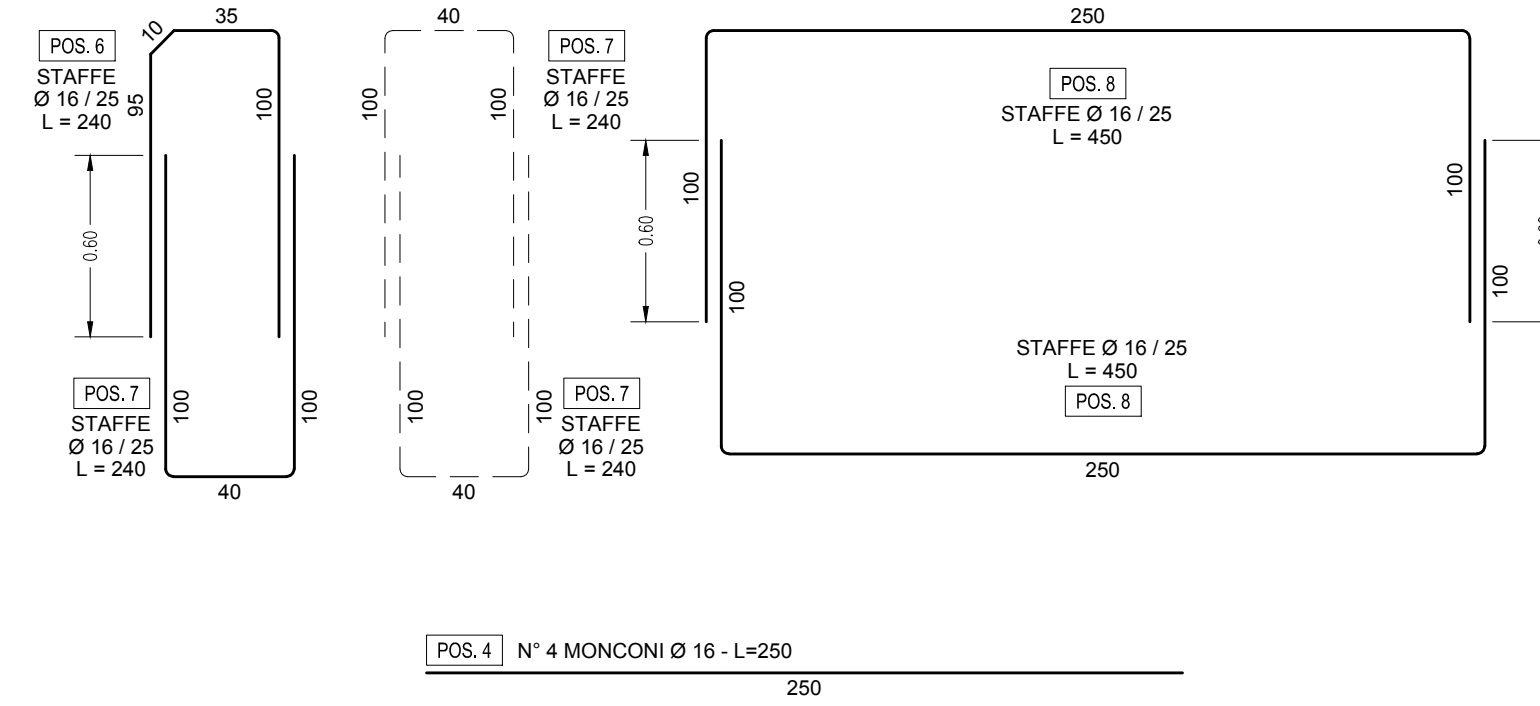 35
10
POS. 6
STAFFE
Ø 16 / 25
L = 240
95
100
0.60
POS. 7
STAFFE
Ø 16 / 25
L = 240
100
100
40
40
100
100
POS. 7
STAFFE
Ø 16 / 25
L = 240
100
100
POS. 7
STAFFE
Ø 16 / 25
L = 240
40
250
POS. 8
STAFFE Ø 16 / 25
L = 450
100
100
0.60
100
100
STAFFE Ø 16 / 25
L = 450
POS. 8
250
POS. 4 N° 4 MONCONI Ø 16 - L=250
250